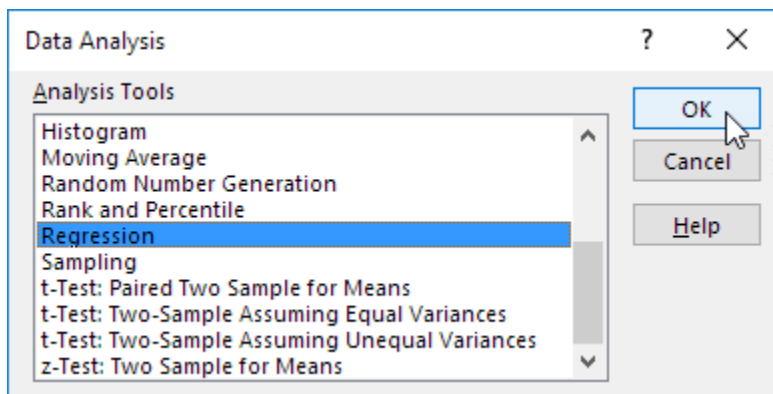 Data Analysis
?
Analysis Tools
Histogram
Moving Average
Random Number Generation
Rank and Percentile
Regression
Sampling
t-Test: Paired Two Sample for Means
t-Test: Two-Sample Assuming Equal Variances
t-Test: Two-Sample Assuming Unequal Variances
z-Test: Two Sample for Means
OK
Cancel
Help